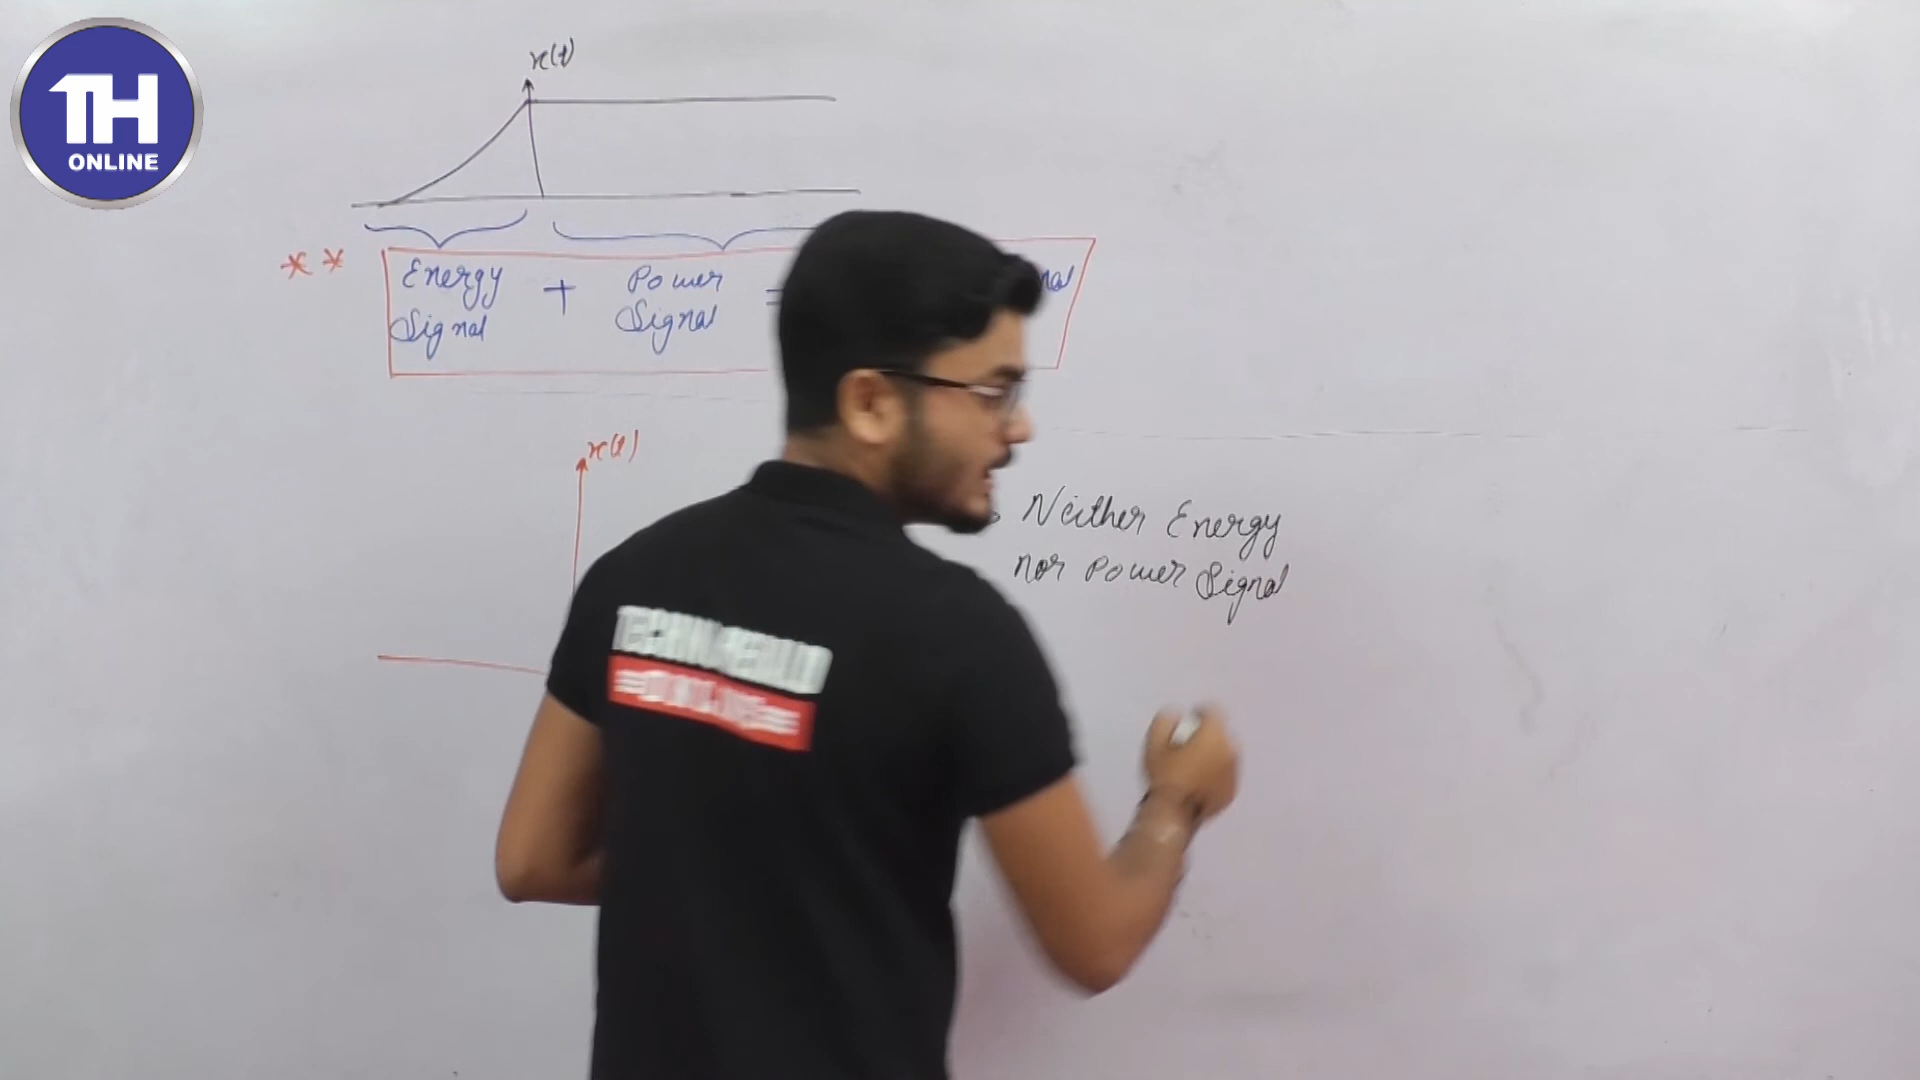 TH
ONLINE
x(t)
** Energy + Power =
Signal Signal
x(t)
Neither Energy
nor Power Signal